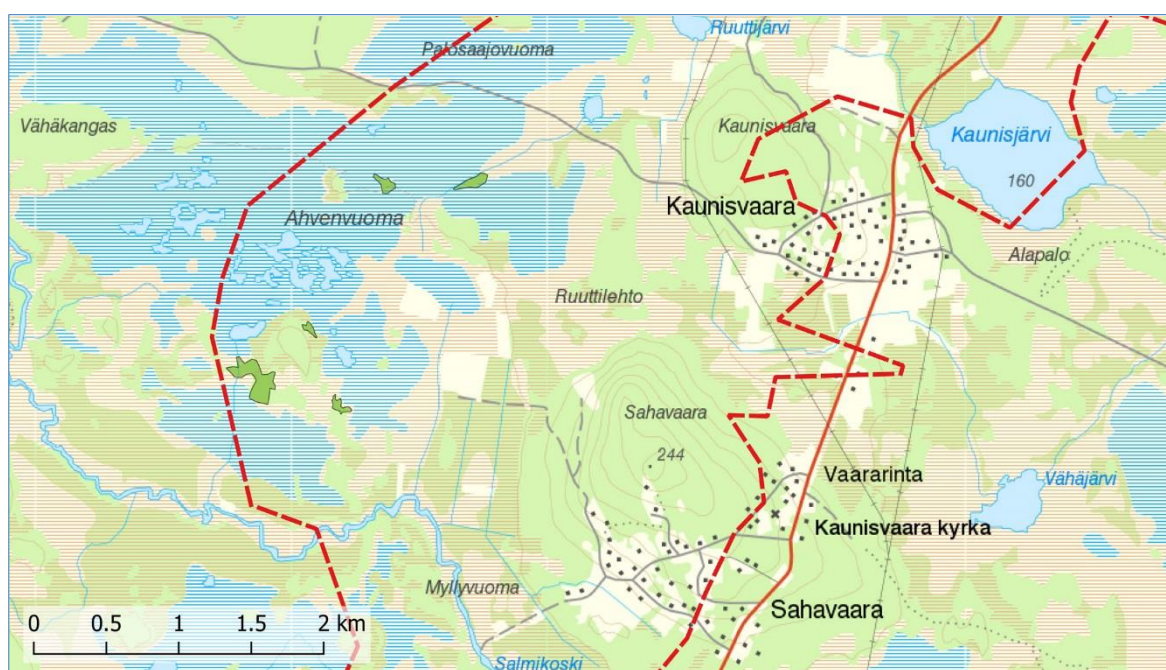 Ruuttijärvi
Palosaajovuoma
Vähäkangas
Kaunisvaara
Kaunisjärvi
160
Kaunisvaara
Ahvenvuoma
Alapalo
Ruuttilehto
Sahavaara
244
Vaararinta
Vähäjärvi
Kaunisvaara kyrka
Myllyvuoma
Sahavaara
0 0.5 1 1.5 2 km
Salmikoski